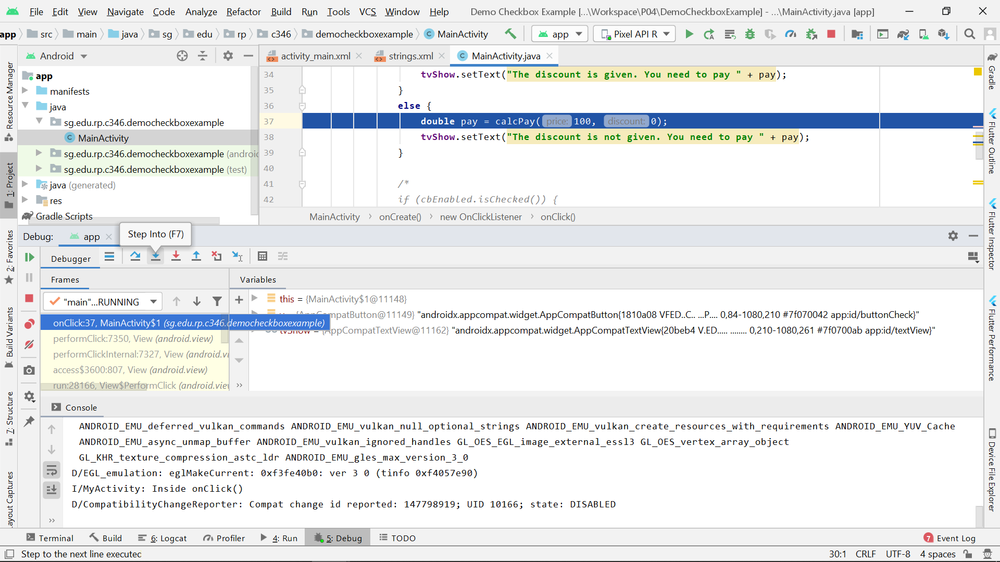 File Edit View Navigate Code Analyze Refactor Build Run Tools VCS Window Help Demo Checkbox Example [...\Workspace\P04\DemoCheckboxExample] - ...\MainActivity.java [app]
app src main java sg edu rp c346 democheckboxexample MainActivity app Pixel API R
Android
activity_main.xml strings.xml MainActivity.java
app
manifests
java
sg.edu.rp.c346.democheckboxexample
MainActivity
sg.edu.rp.c346.democheckboxexample (androi
sg.edu.rp.c346.democheckboxexample (test)
java (generated)
res
Gradle Scripts
34 tvShow.setText("The discount is given. You need to pay " + pay);
35 }
36 else {
37 double pay = calcPay( price: 100, discount: 0);
38 tvShow.setText("The discount is not given. You need to pay " + pay);
39 }
40
41 /*
42 if (cbEnabled.isChecked()) {
MainActivity > onCreate() > new OnClickListener > onClick()
Resource Manager
1: Project
2: Favorites
Build Variants
7: Structure
ayout Captures
Gradle
Flutter Outline
Flutter Inspector
Flutter Performance
Device File Explorer
Debug: app
Step Into (F7)
Debugger
Frames
Variables
"main"...RUNNING
onClick:37, MainActivity$1 (sg.edu.rp.c346.democheckboxexample)
performClick:7350, View (android.view)
performClickInternal:7327, View (android.vi
access$3600:807, View (android.view)
run:28166, View$PerformClick (android.view
this = {MainActivity$1@11148}
{AppCompatButton@11149} "androidx.appcompat.widget.AppCompatButton{1810a08 VFED..C.. ...P.... 0,84-1080,210 #7f070042 app:id/buttonCheck}"
tvShow = {AppCompatTextView@11162} "androidx.appcompat.widget.AppCompatTextView{20beb4 V.ED..... ........ 0,210-1080,261 #7f0700ab app:id/textView}"
Console
ANDROID_EMU_deferred_vulkan_commands ANDROID_EMU_vulkan_null_optional_strings ANDROID_EMU_vulkan_create_resources_with_requirements ANDROID_EMU_YUV_Cache
ANDROID_EMU_async_unmap_buffer ANDROID_EMU_vulkan_ignored_handles GL_OES_EGL_image_external_essl3 GL_OES_vertex_array_object
GL_KHR_texture_compression_astc_ldr ANDROID_EMU_gles_max_version_3_0
D/EGL_emulation: eglMakeCurrent: 0xf3fe40b0: ver 3 0 (tinfo 0xf4057e90)
I/MyActivity: Inside onClick()
D/CompatibilityChangeReporter: Compat change id reported: 147798919; UID 10166; state: DISABLED
Terminal Build 6: Logcat Profiler 4: Run 5: Debug TODO 7 Event Log
Step to the next line executed 30:1 CRLF UTF-8 4 spaces